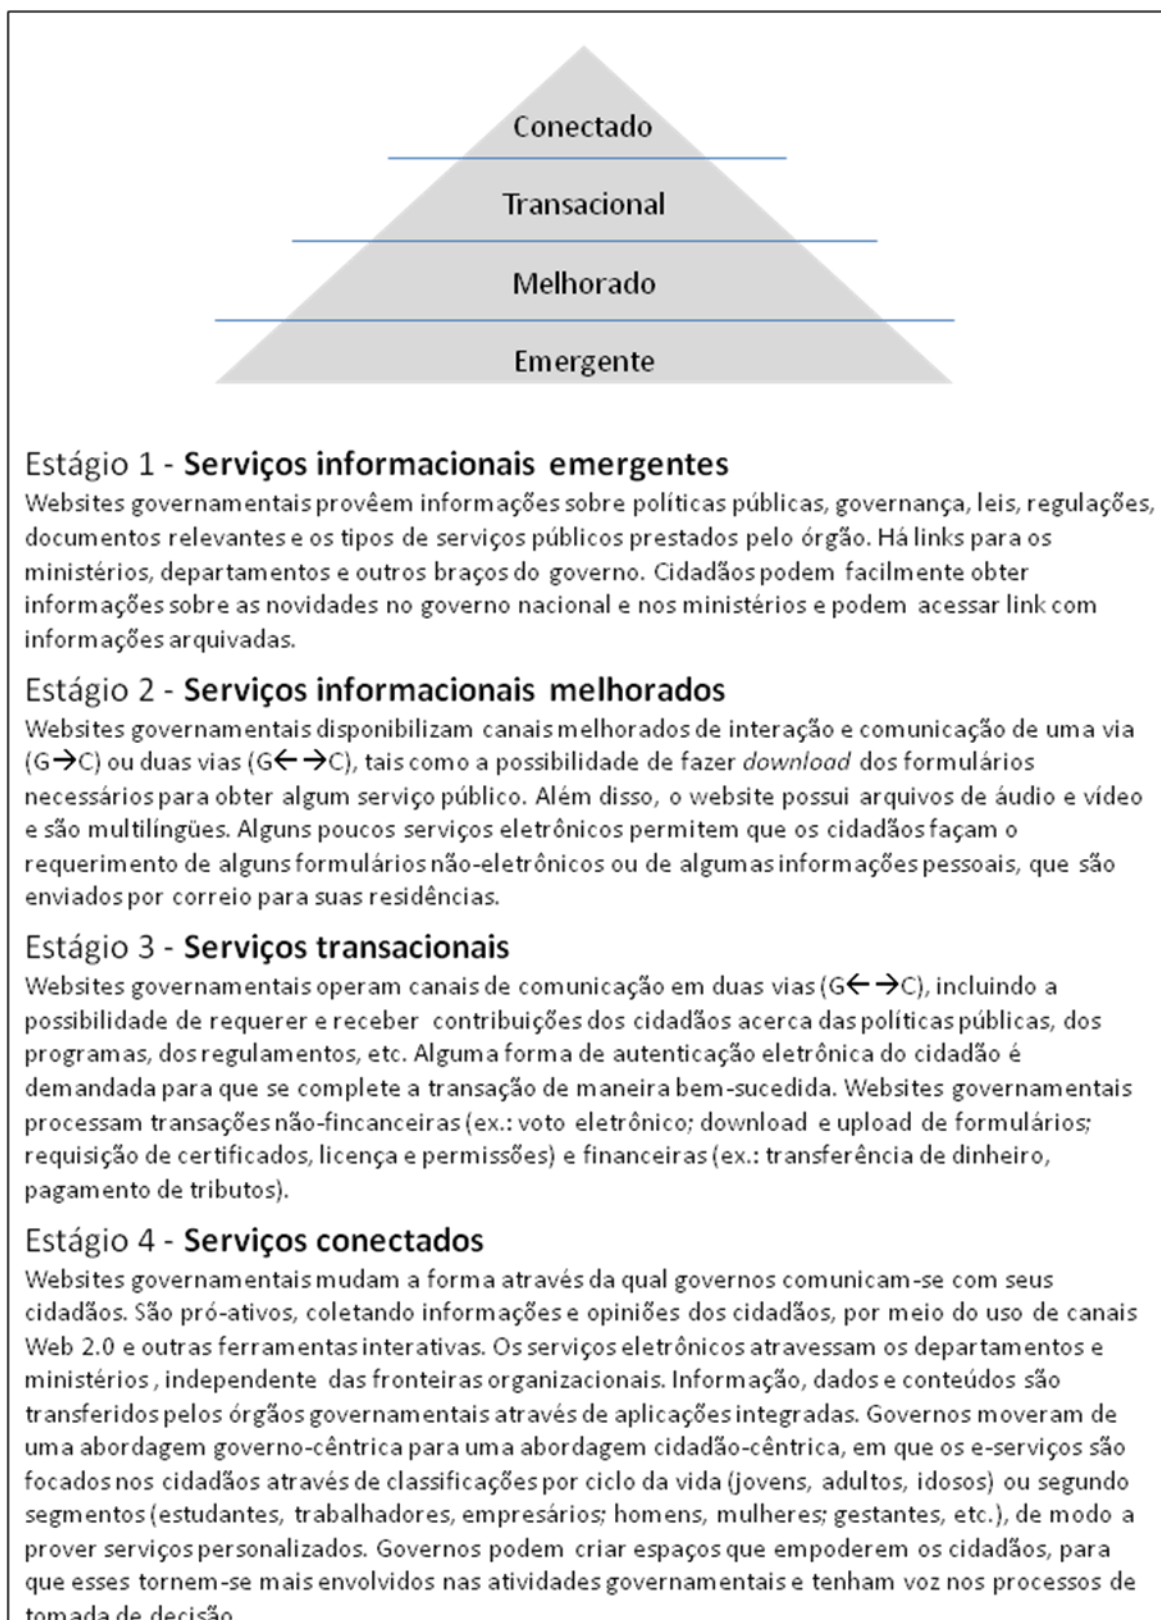 Conectado
Transacional
Melhorado
Emergente
Estágio 1 - Serviços informacionais emergentes
Websites governamentais provêem informações sobre políticas públicas, governança, leis, regulações,
documentos relevantes e os tipos de serviços públicos prestados pelo órgão. Há links para os
ministérios, departamentos e outros braços do governo. Cidadãos podem facilmente obter
informações sobre as novidades no governo nacional e nos ministérios e podem acessar link com
informações arquivadas.
Estágio 2 - Serviços informacionais melhorados
Websites governamentais disponibilizam canais melhorados de interação e comunicação de uma via
(G→C) ou duas vias (G← →C), tais como a possibilidade de fazer download dos formulários
necessários para obter algum serviço público. Além disso, o website possui arquivos de áudio e vídeo
e são multilíngües. Alguns poucos serviços eletrônicos permitem que os cidadãos façam o
requerimento de alguns formulários não-eletrônicos ou de algumas informações pessoais, que são
enviados por correio para suas residências.
Estágio 3 - Serviços transacionais
Websites governamentais operam canais de comunicação em duas vias (G← →C), incluindo a
possibilidade de requerer e receber contribuições dos cidadãos acerca das políticas públicas, dos
programas, dos regulamentos, etc. Alguma forma de autenticação eletrônica do cidadão é
demandada para que se complete a transação de maneira bem-sucedida. Websites governamentais
processam transações não-fincanceiras (ex.: voto eletrônico; download e upload de formulários;
requisição de certificados, licença e permissões) e financeiras (ex.: transferência de dinheiro,
pagamento de tributos).
Estágio 4 - Serviços conectados
Websites governamentais mudam a forma através da qual governos comunicam-se com seus
cidadãos. São pró-ativos, coletando informações e opiniões dos cidadãos, por meio do uso de canais
Web 2.0 e outras ferramentas interativas. Os serviços eletrônicos atravessam os departamentos e
ministérios, independente das fronteiras organizacionais. Informação, dados e conteúdos são
transferidos pelos órgãos governamentais através de aplicações integradas. Governos moveram de
uma abordagem governo-cêntrica para uma abordagem cidadão-cêntrica, em que os e-serviços são
focados nos cidadãos através de classificações por ciclo da vida (jovens, adultos, idosos) ou segundo
segmentos (estudantes, trabalhadores, empresários; homens, mulheres; gestantes, etc.), de modo a
prover serviços personalizados. Governos podem criar espaços que empoderem os cidadãos, para
que esses tornem-se mais envolvidos nas atividades governamentais e tenham voz nos processos de
tomada de decisão